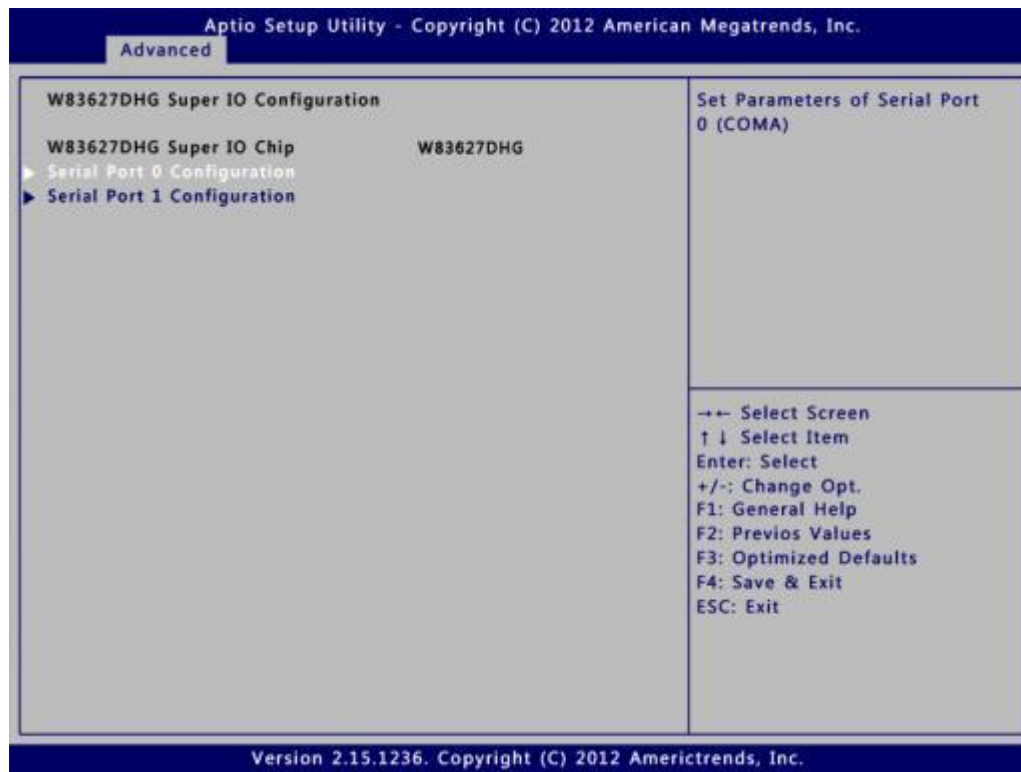 Aptio Setup Utility - Copyright (C) 2012 American Megatrends, Inc.
Advanced
W83627DHG Super IO Configuration
W83627DHG Super IO Chip W83627DHG
Serial Port 0 Configuration
Serial Port 1 Configuration
Set Parameters of Serial Port
0 (COMA)
→← Select Screen
↑↓ Select Item
Enter: Select
+/-: Change Opt.
F1: General Help
F2: Previos Values
F3: Optimized Defaults
F4: Save & Exit
ESC: Exit
Version 2.15.1236. Copyright (C) 2012 Americtrends, Inc.